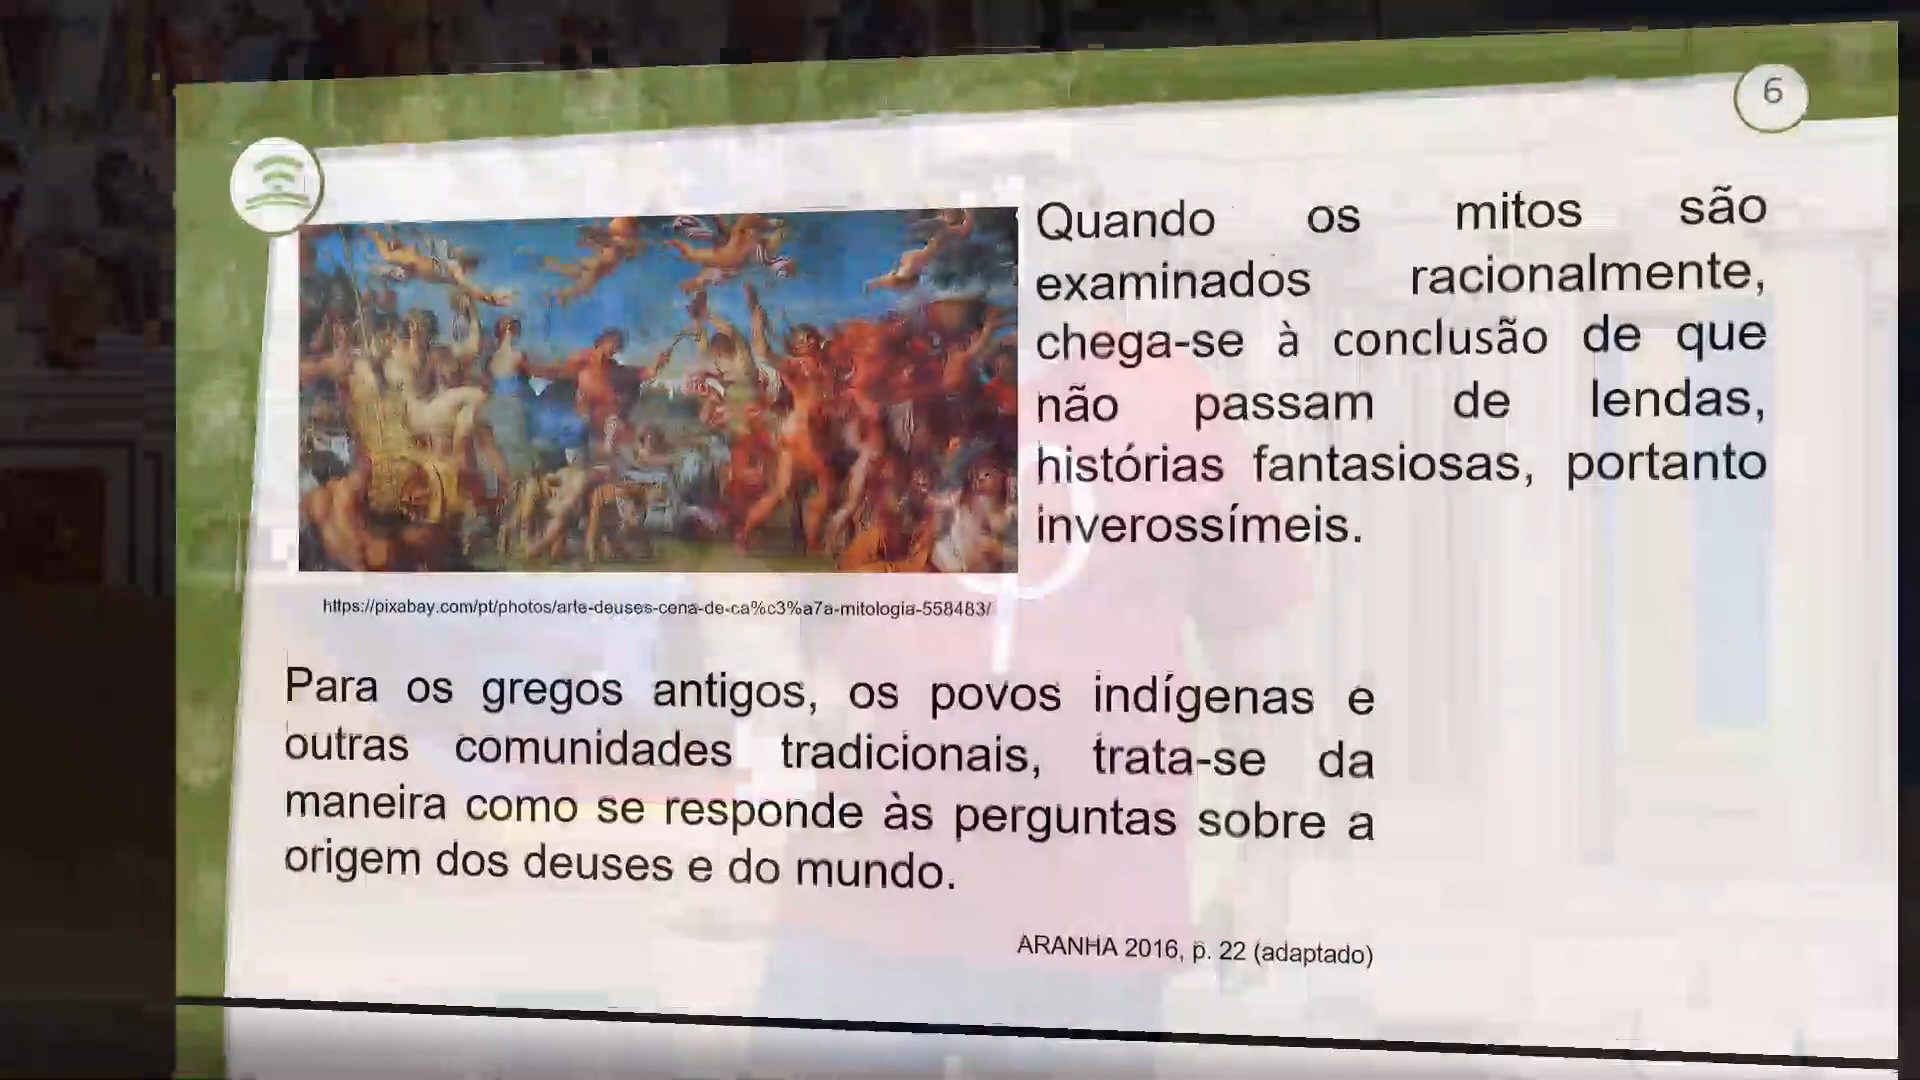 6
Quando os mitos são
examinados racionalmente,
chega-se à conclusão de que
não passam de lendas,
histórias fantasiosas, portanto
inverossímeis.
https://pixabay.com/pt/photos/arte-deuses-cena-de-ca%c3%a7a-mitologia-558483/
Para os gregos antigos, os povos indígenas e
outras comunidades tradicionais, trata-se da
maneira como se responde às perguntas sobre a
origem dos deuses e do mundo.
ARANHA 2016, p. 22 (adaptado)